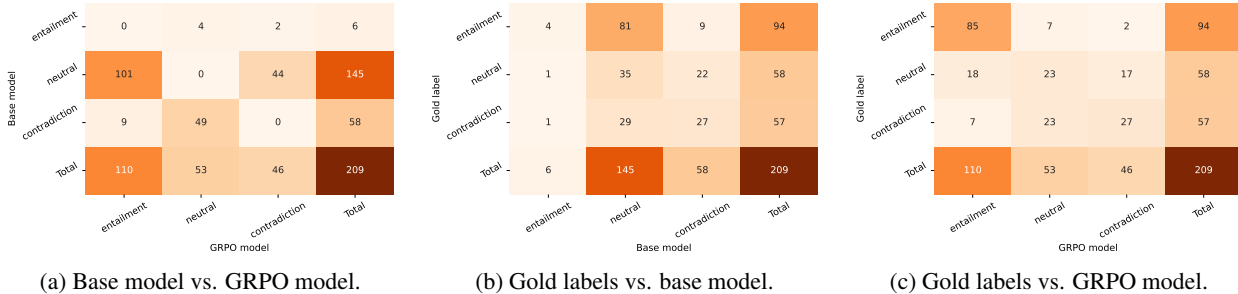 entailment 0 4 2 6
neutral 101 0 44 145
contradiction 9 49 0 58
Total 110 53 46 209
entailment neutral contradiction Total
Base model
GRPO model
(a) Base model vs. GRPO model.
entailment 4 81 9 94
neutral 1 35 22 58
contradiction 1 29 27 57
Total 6 145 58 209
entailment neutral contradiction Total
Gold label
Base model
(b) Gold labels vs. base model.
entailment 85 7 2 94
neutral 18 23 17 58
contradiction 7 23 27 57
Total 110 53 46 209
entailment neutral contradiction Total
Gold label
GRPO model
(c) Gold labels vs. GRPO model.